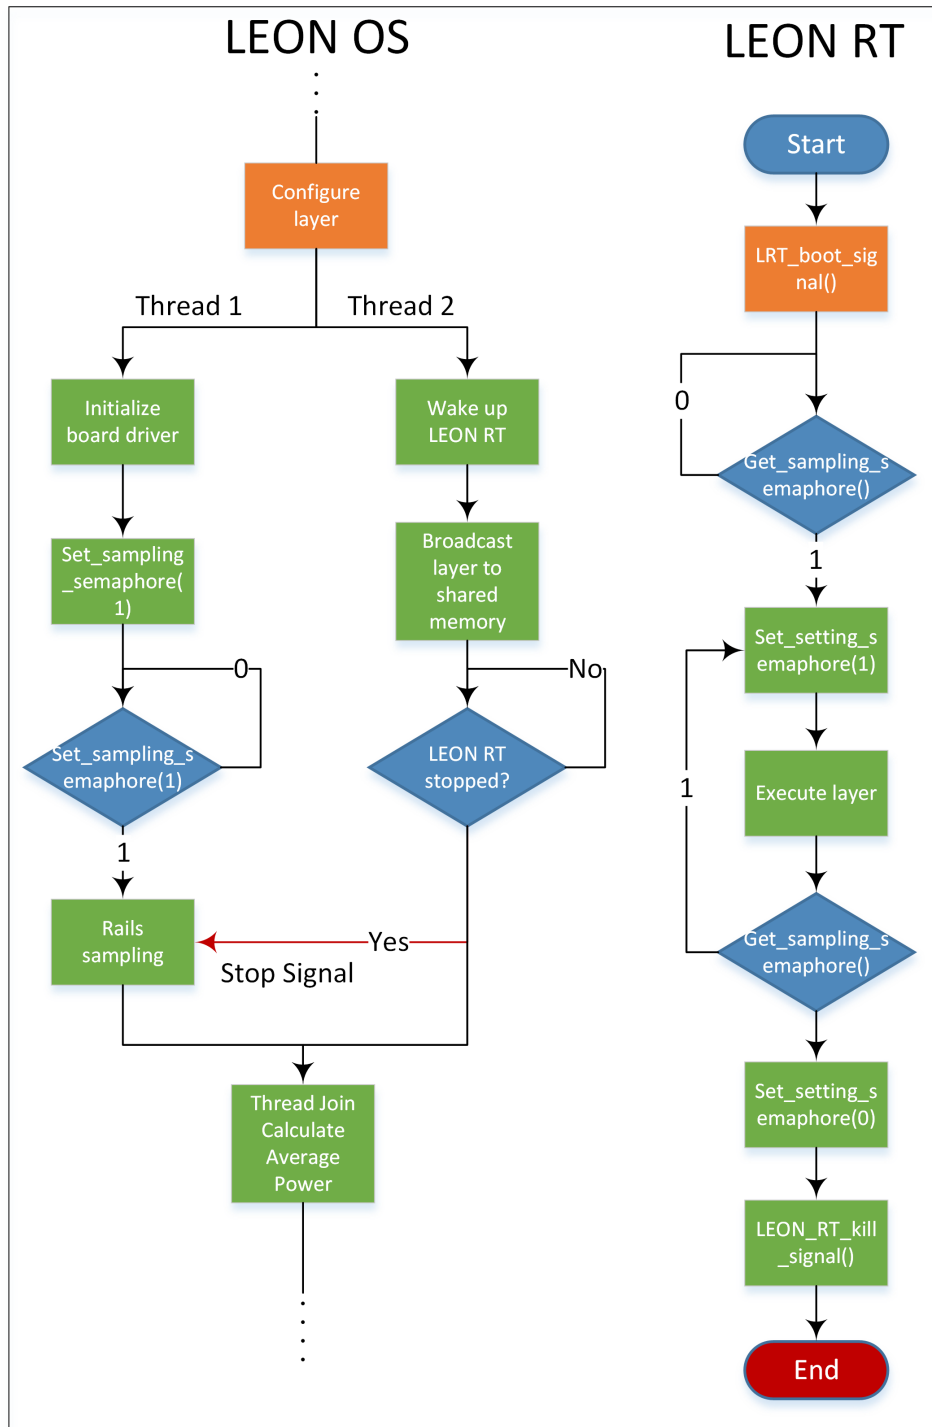 LEON OS
Configure
layer
Thread 1
Thread 2
Initialize
board driver
Wake up
LEON RT
Set_sampling
_semaphore(
1)
Broadcast
layer to
shared
memory
0
No
Set_sampling_s
emaphore(1)
LEON RT
stopped?
1
Rails
sampling
Yes
Stop Signal
Thread Join
Calculate
Average
Power
LEON RT
Start
LRT_boot_sig
nal()
0
Get_sampling_s
emaphore()
1
Set_setting_s
emaphore(1)
1
Execute layer
Get_sampling_s
emaphore()
Set_setting_s
emaphore(0)
LEON_RT_kill
_signal()
End